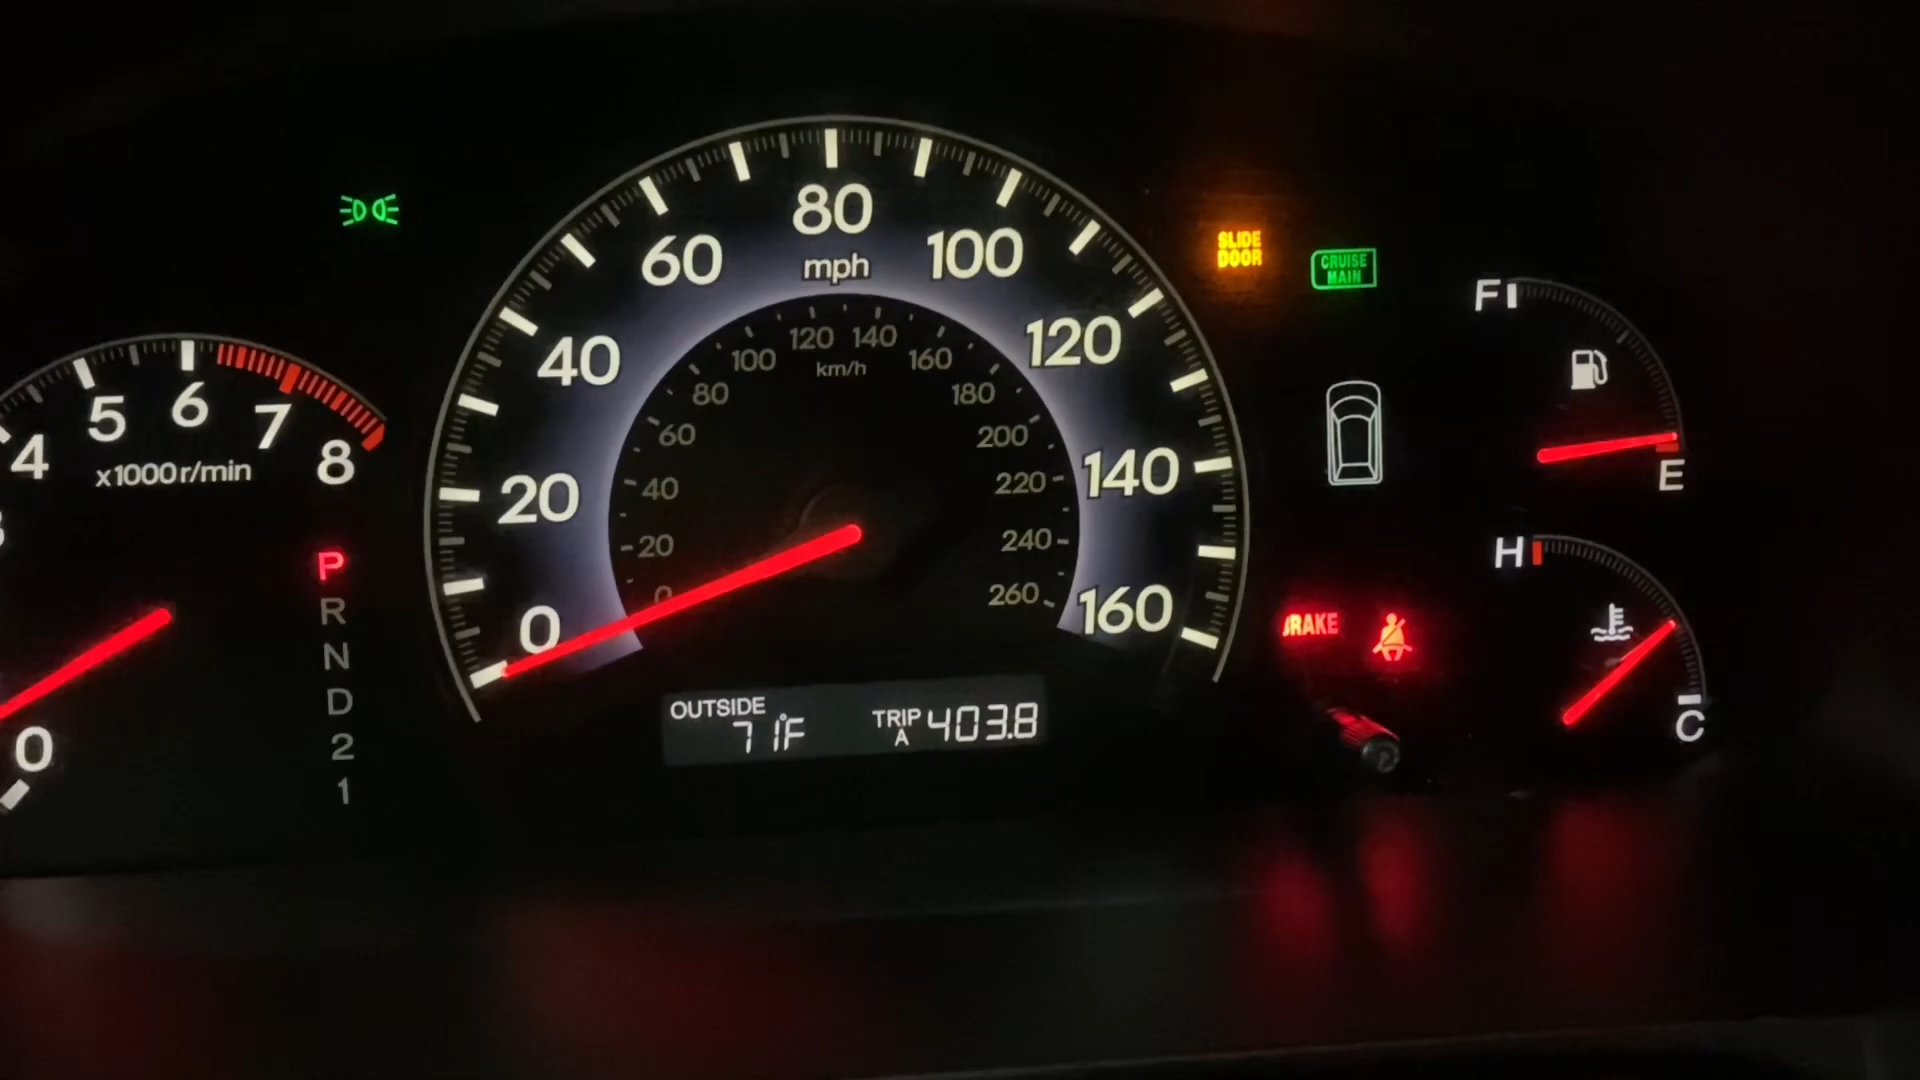 80
60
mph
100
SLIDE
DOOR
CRUISE
MAIN
F
40
120
140
120
km/h
100
160
80
180
5
6
7
4
8
x1000r/min
60
200
20
40
220
140
E
P
R
N
D
2
1
20
240
H
0
0
260
160
BRAKE
OUTSIDE
71°F
TRIP
A
403.8
C
0